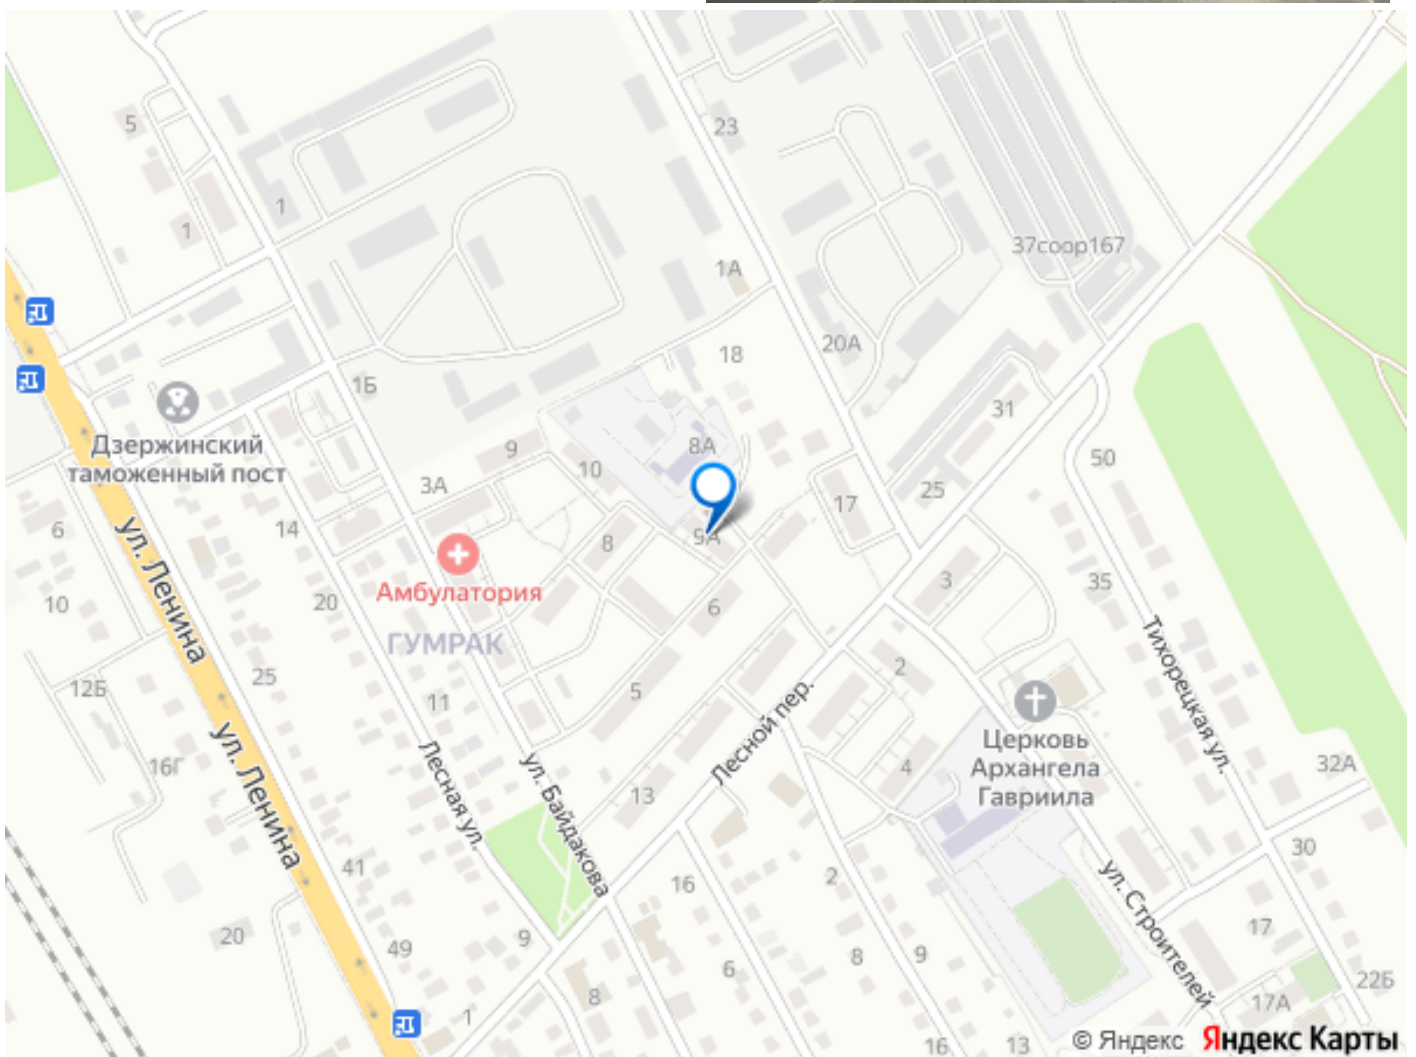 5
23
1
1
37соор167
1А
20А
18
1Б
31
Дзержинский
таможенный пост
9
8А
10
50
3А
25
17
6
14
9А
8
ул. Ленина
Амбулатория
3
35
10
20
6
ГУМРАК
Тихорецкая ул.
25
2
12Б
11
5
Лесной пер.
ул. Ленина
Церковь
Архангела
Гавриила
16Г
4
32А
Лесная ул.
ул. Байдакова
13
30
41
16
2
ул. Строителей
20
49
9
17
6
8
9
22Б
8
1
17А
16
13
© Яндекс
Яндекс Карты